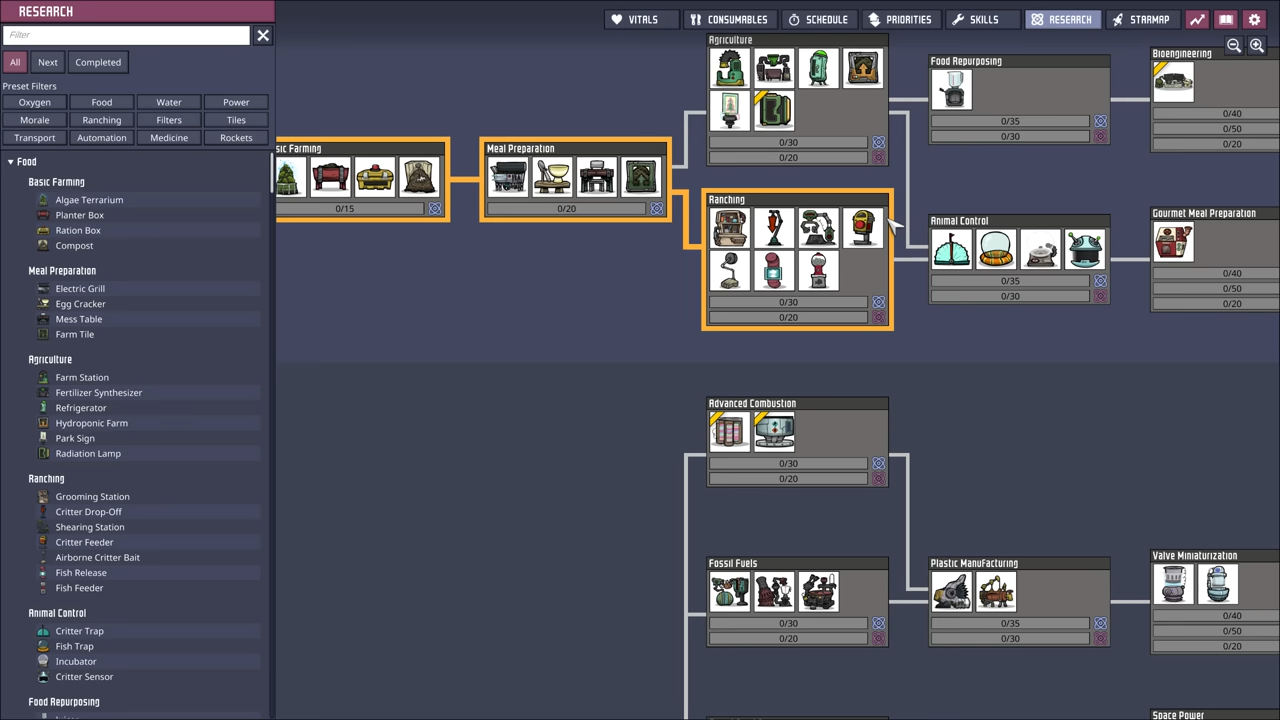 RESEARCH
VITALS
CONSUMABLES
SCHEDULE
PRIORITIES
SKILLS
RESEARCH
STARMAP
Filter
All
Next
Completed
Preset Filters
Oxygen
Food
Water
Power
Morale
Ranching
Filters
Tiles
Transport
Automation
Medicine
Rockets
Food
Basic Farming
Algae Terrarium
Planter Box
Ration Box
Compost
Meal Preparation
Electric Grill
Egg Cracker
Mess Table
Farm Tile
Agriculture
Farm Station
Fertilizer Synthesizer
Refrigerator
Hydroponic Farm
Park Sign
Radiation Lamp
Ranching
Grooming Station
Critter Drop-Off
Shearing Station
Critter Feeder
Airborne Critter Bait
Fish Release
Fish Feeder
Animal Control
Critter Trap
Fish Trap
Incubator
Critter Sensor
Food Repurposing
sic Farming
0/15
Meal Preparation
0/20
Agriculture
0/30
0/20
Ranching
0/30
0/20
Food Repurposing
0/35
0/30
Animal Control
0/35
0/30
Bioengineering
0/40
0/50
0/20
Gourmet Meal Preparation
0/40
0/50
0/20
Advanced Combustion
0/30
0/20
Fossil Fuels
0/30
0/20
Plastic Manufacturing
0/35
0/30
Valve Miniaturization
0/40
0/50
0/20
Space Power